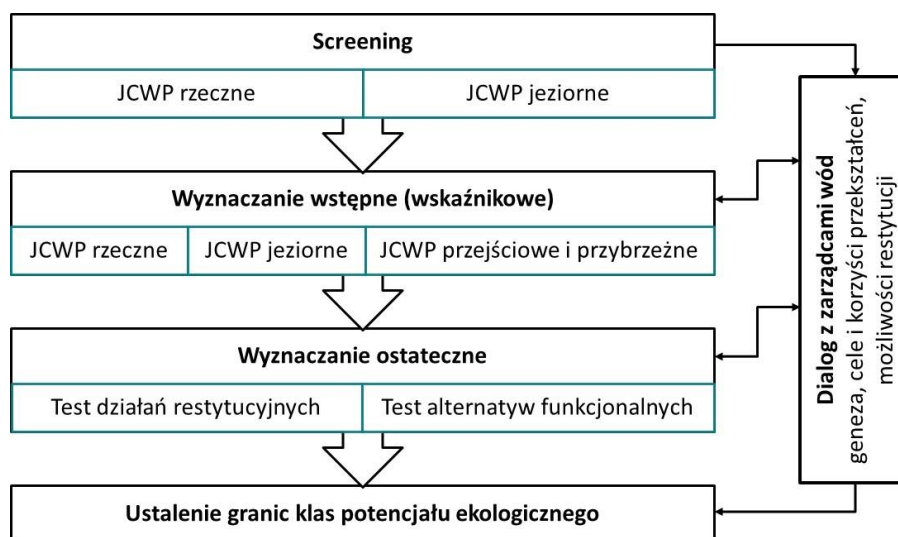 Screening
JCWP rzeczne
JCWP jeziorne
Wyznaczanie wstępne (wskaźnikowe)
JCWP rzeczne
JCWP jeziorne
JCWP przejściowe i przybrzeżne
Wyznaczanie ostateczne
Test działań restytucyjnych
Test alternatyw funkcjonalnych
Ustalenie granic klas potencjału ekologicznego
Dialog z zarządcami wód
geneza, cele i korzyści przekształceń,
możliwości restytucji